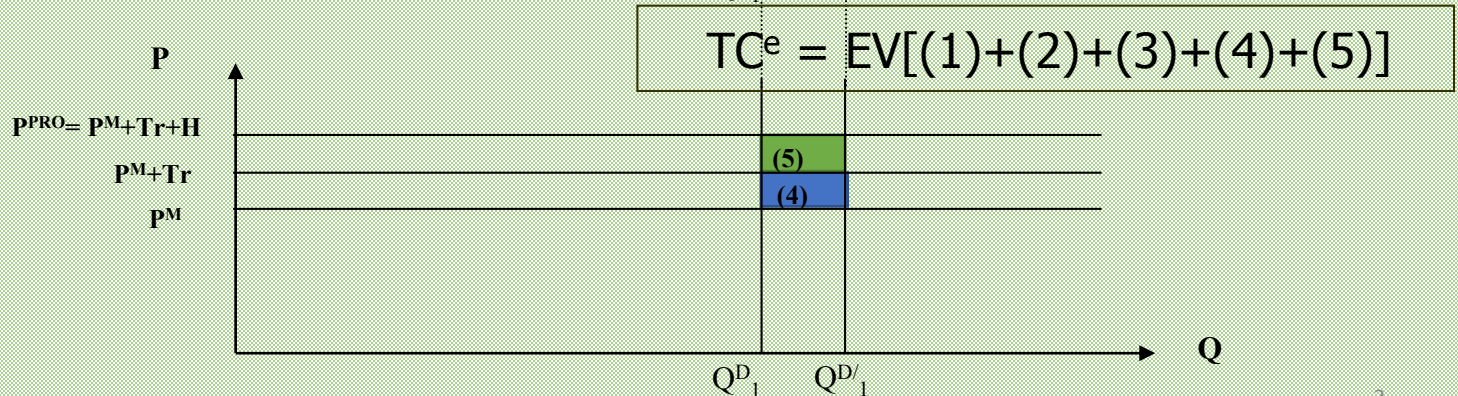 TCᵉ = EV[(1)+(2)+(3)+(4)+(5)]
P
Pᴾᴿᴼ= Pᴹ+Tr+H
(5)
Pᴹ+Tr
(4)
Pᴹ
Q
Qᴰ₁ Qᴰ/₁